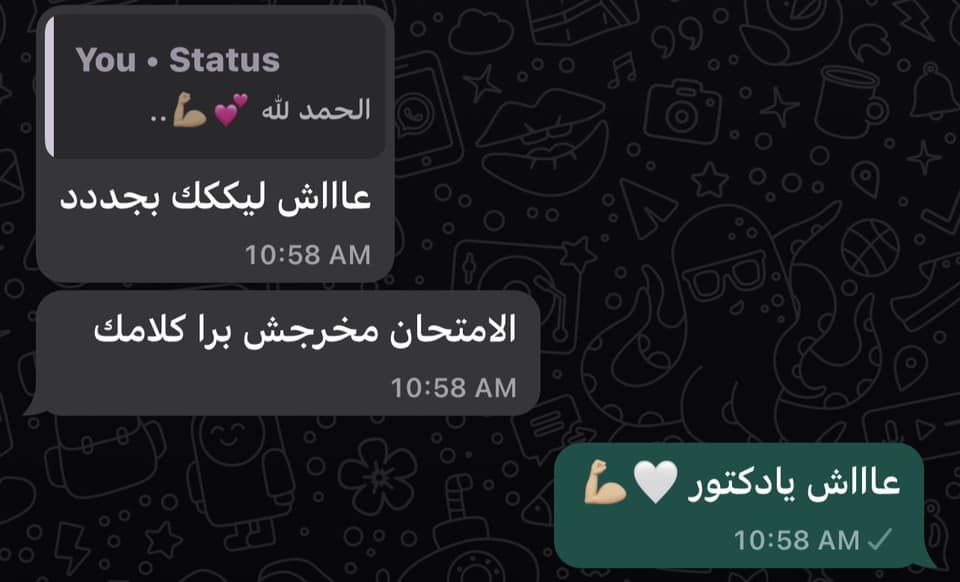 You • Status
الحمد لله 💕💪🏼..
عاااش ليككك بجددد
10:58 AM
الامتحان مخرجش برا كلامك
10:58 AM
عاااش يادكتور 🤍💪🏼
10:58 AM ✓